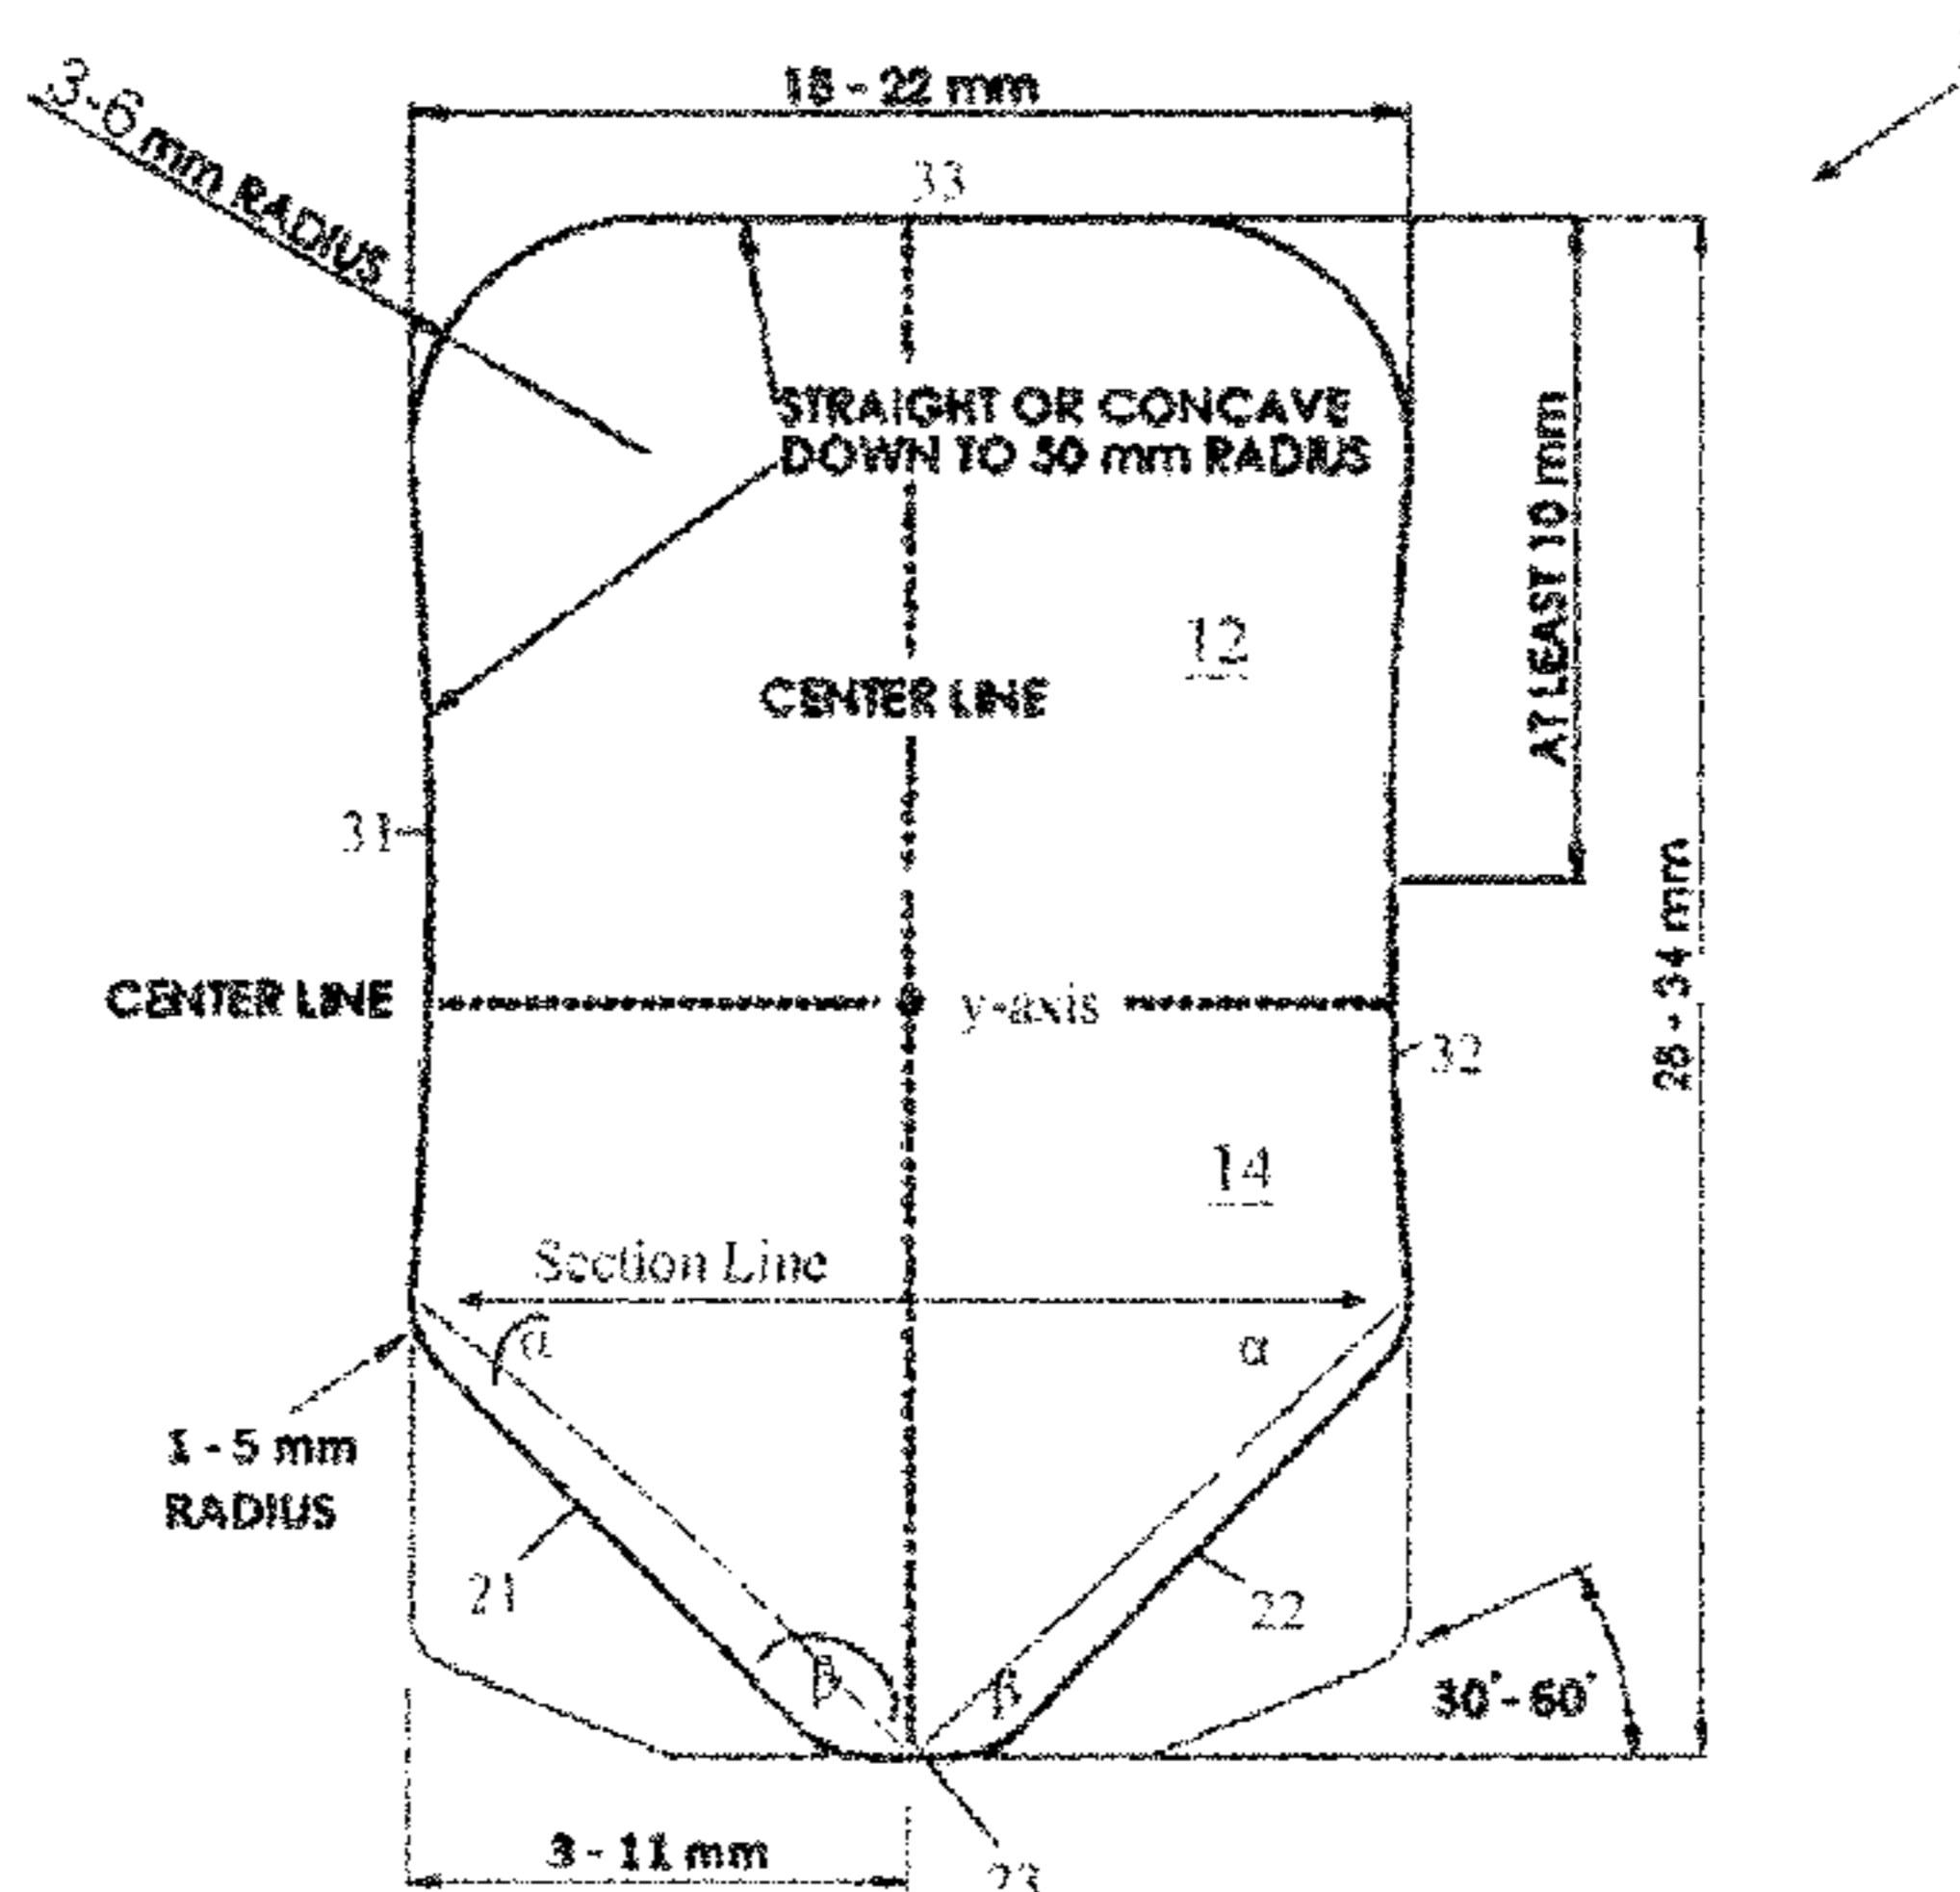 18 - 22 mm
3-6 mm RADIUS
33
STRAIGHT OR CONCAVE
DOWN TO 50 mm RADIUS
AT LEAST 10 mm
12
CENTER LINE
31
28 - 34 mm
CENTER LINE
y-axis
32
14
Section Line
α
α
1 - 5 mm
RADIUS
21
22
β
β
30°- 60°
3 - 11 mm
23